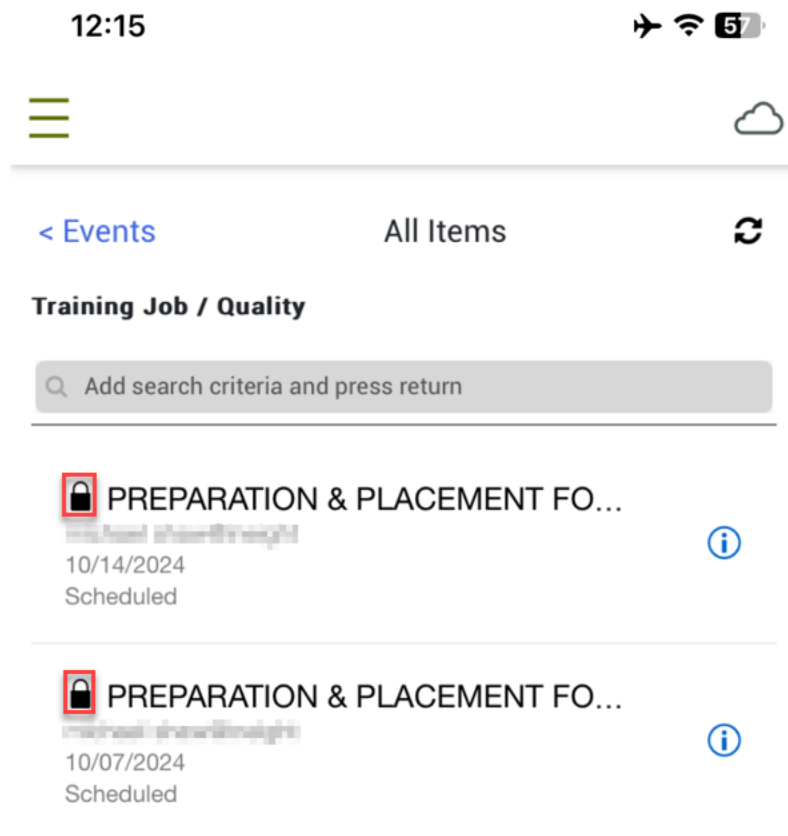 12:15
57
< Events
All Items
Training Job / Quality
Add search criteria and press return
PREPARATION & PLACEMENT FO...
10/14/2024
Scheduled
PREPARATION & PLACEMENT FO...
10/07/2024
Scheduled